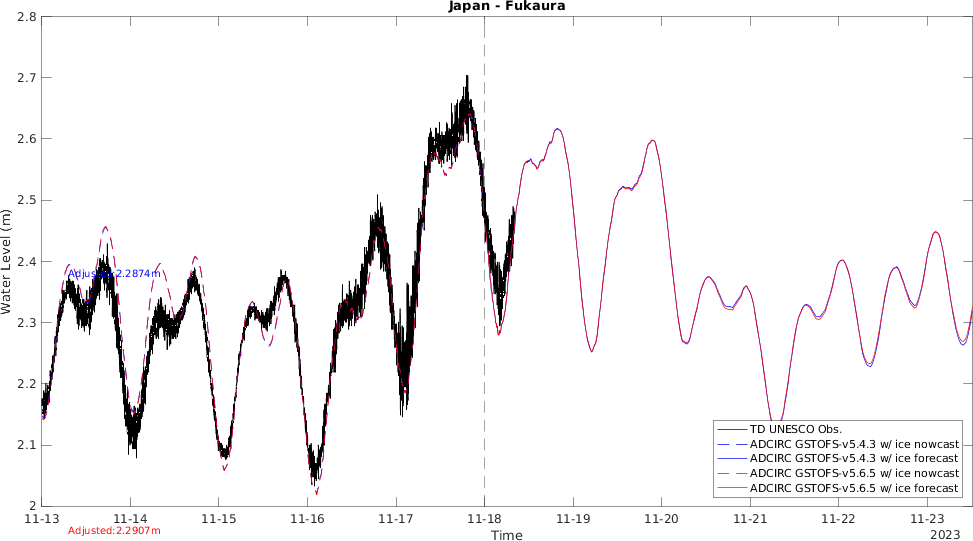 Japan - Fukaura
2.8
2.7
2.6
2.5
2.4
2.3
2.2
2.1
2
Water Level (m)
Adjusted:2.2874m
TD UNESCO Obs.
ADCIRC GSTOFS-v5.4.3 w/ ice nowcast
ADCIRC GSTOFS-v5.4.3 w/ ice forecast
ADCIRC GSTOFS-v5.6.5 w/ ice nowcast
ADCIRC GSTOFS-v5.6.5 w/ ice forecast
11-13 11-14 11-15 11-16 11-17 11-18 11-19 11-20 11-21 11-22 11-23
Adjusted:2.2907m
Time
2023